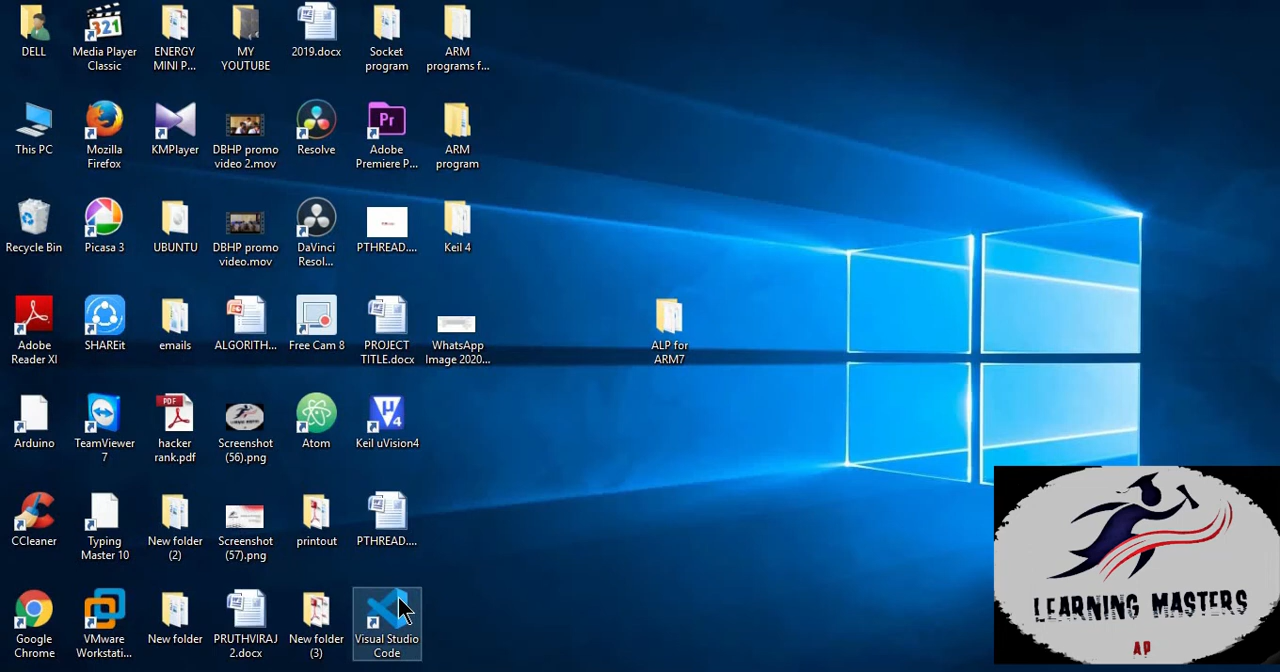 DELL
Media Player
Classic
ENERGY
MINI P...
MY
YOUTUBE
2019.docx
Socket
program
ARM
programs f...
This PC
Mozilla
Firefox
KMPlayer
DBHP promo
video 2.mov
Resolve
Pr
Adobe
Premiere P...
ARM
program
Recycle Bin
Picasa 3
UBUNTU
DBHP promo
video.mov
DaVinci
Resol...
PTHREAD....
Keil 4
Adobe
Reader XI
SHAREit
emails
ALGORITH...
Free Cam 8
PROJECT
TITLE.docx
WhatsApp
Image 2020...
ALP for
ARM7
Arduino
TeamViewer
7
PDF
hacker
rank.pdf
Screenshot
(56).png
Atom
Keil uVision4
CCleaner
Typing
Master 10
New folder
(2)
Screenshot
(57).png
printout
PTHREAD....
Google
Chrome
VMware
Workstati...
New folder
PRUTHVIRAJ
2.docx
New folder
(3)
Visual Studio
Code
LEARNING MASTERS
AP